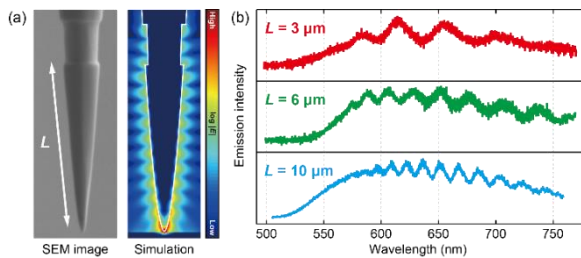 (a)
L
SEM image
Simulation
High
log |E|
Low
(b)
Emission intensity
L = 3 μm
L = 6 μm
L = 10 μm
500 550 600 650 700 750
Wavelength (nm)